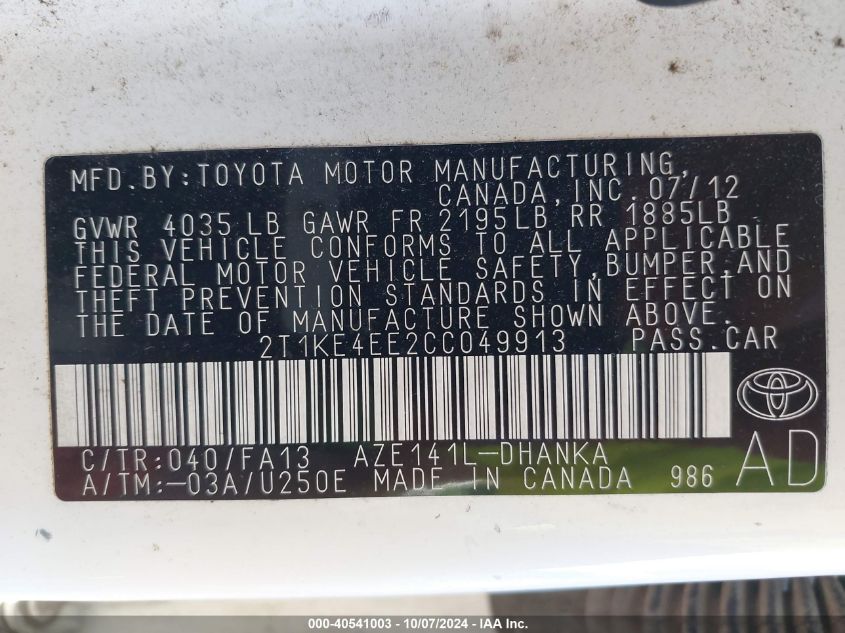 MFD. BY: TOYOTA MOTOR MANUFACTURING,
CANADA, INC. 07/12
GVWR 4035 LB GAWR FR 2195LB, RR 1885LB
THIS VEHICLE CONFORMS TO ALL APPLICABLE
FEDERAL MOTOR VEHICLE SAFETY, BUMPER, AND
THEFT PREVENTION STANDARDS IN EFFECT ON
THE DATE OF MANUFACTURE SHOWN ABOVE.
2T1KE4EE2CC049913 PASS. CAR
C/TR: 040/FA13 AZE141L-DHANKA
A/TM: -03A/U250E MADE IN CANADA 986
AD
000-40541003 - 10/07/2024 - IAA Inc.